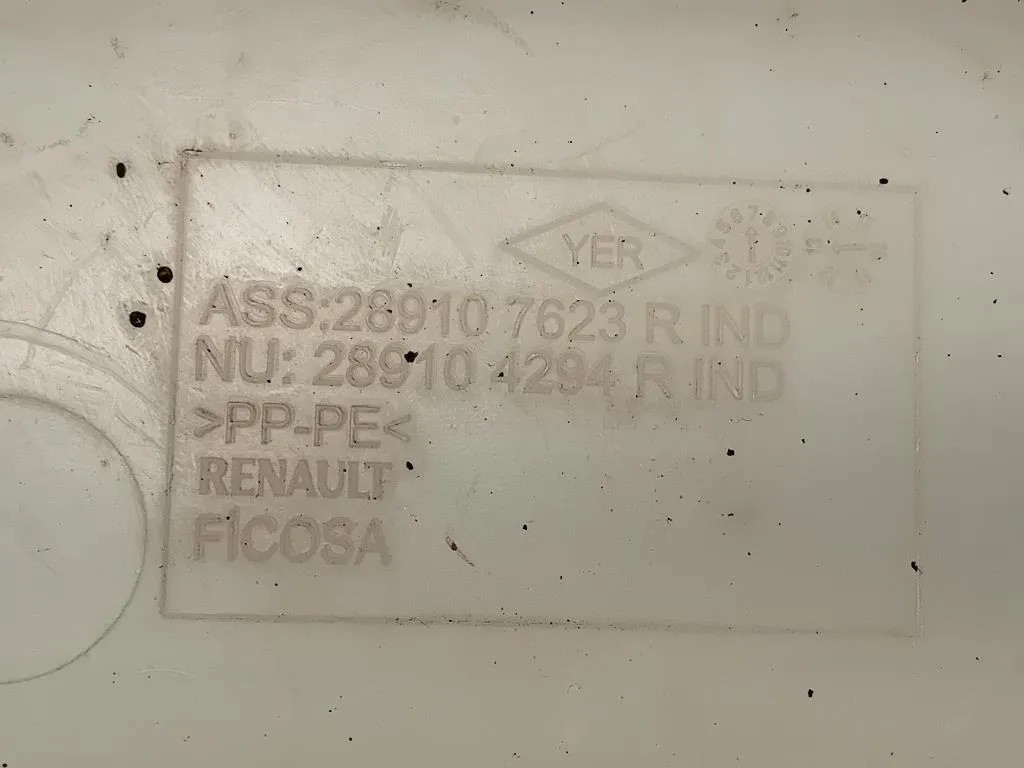 YER
ASS:28910 7623 R IND
NU: 28910 4294 R IND
>PP-PE<
RENAULT
FICOSA